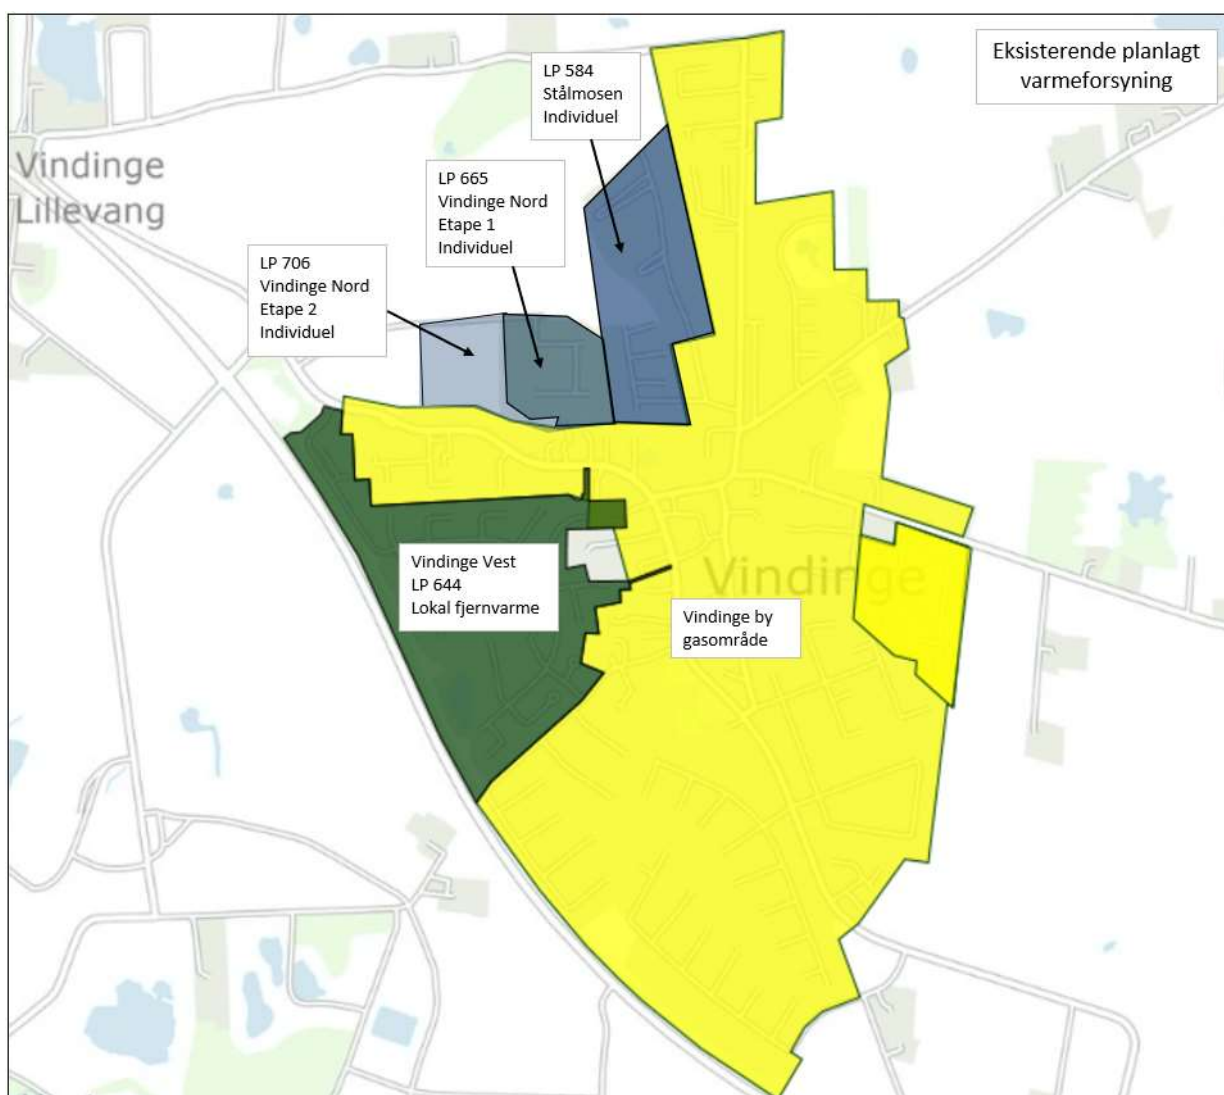 Eksisterende planlagt
varmeforsyning
LP 584
Stålmosen
Individuel
Vindinge
Lillevang
LP 665
Vindinge Nord
Etape 1
Individuel
LP 706
Vindinge Nord
Etape 2
Individuel
Vindinge Vest
LP 644
Lokal fjernvarme
Vindinge
Vindinge by
gasområde